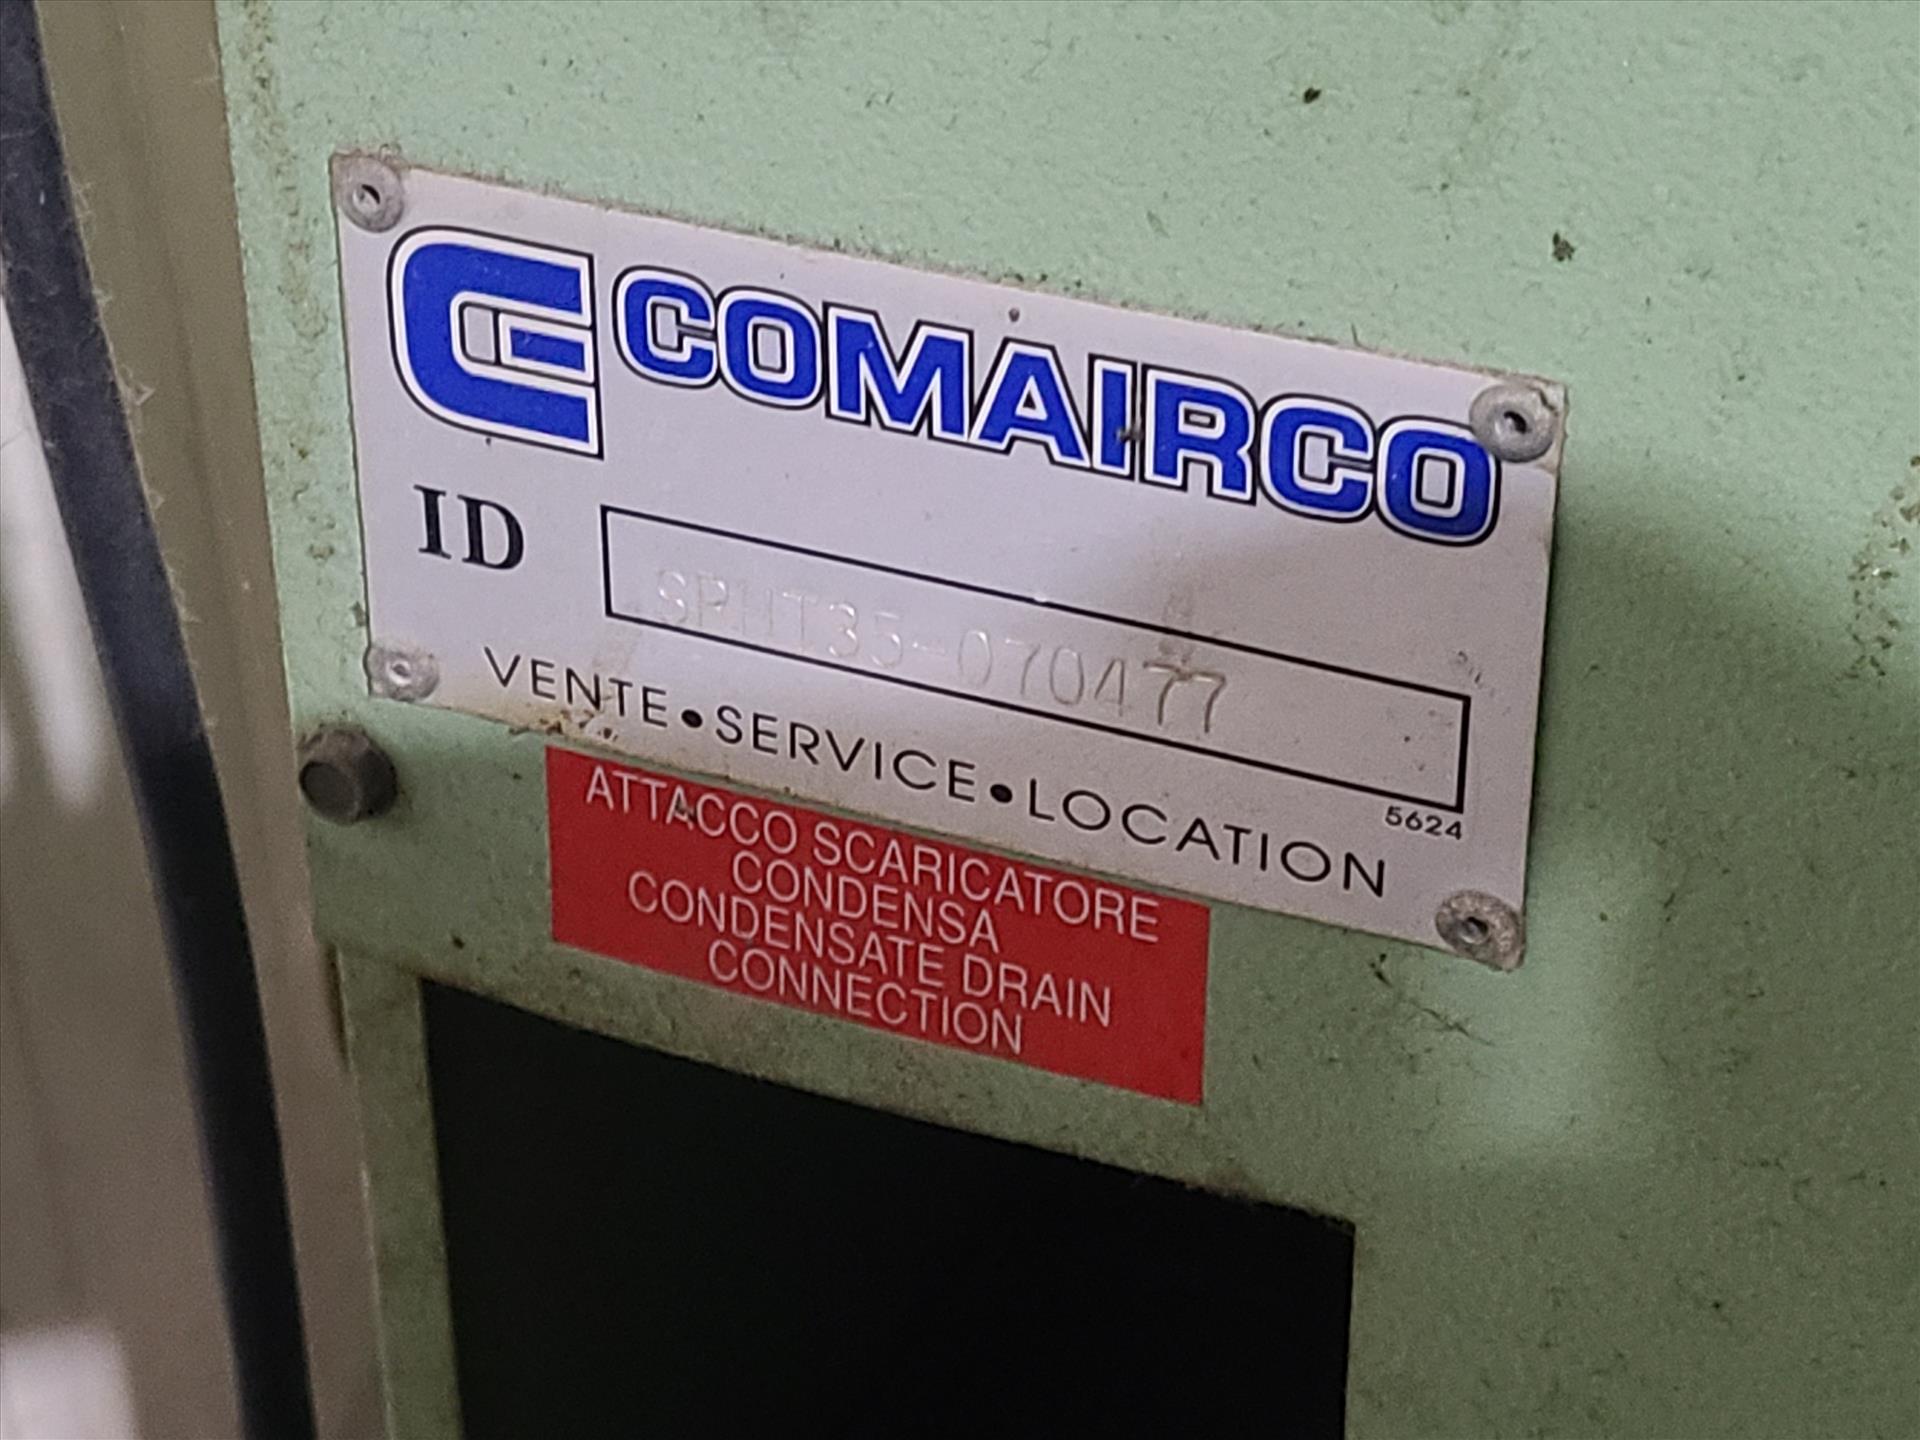 COMAIRCO
ID SPHT35-070477
5624
VENTE • SERVICE • LOCATION
ATTACCO SCARICATORE
CONDENSA
CONDENSATE DRAIN
CONNECTION